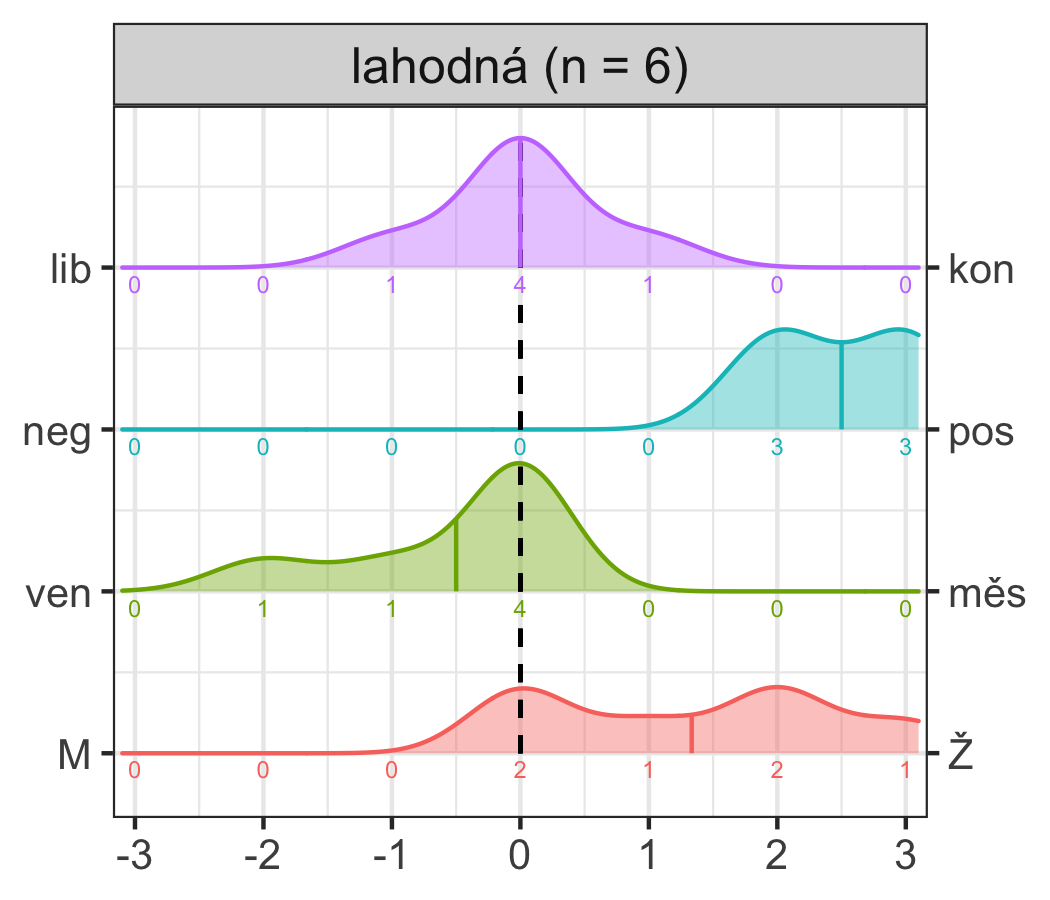 lahodná (n = 6)
lib kon
0 0 1 4 1 0 0
neg pos
0 0 0 0 0 3 3
ven měs
0 1 1 4 0 0 0
M Ž
0 0 0 2 1 2 1
-3 -2 -1 0 1 2 3